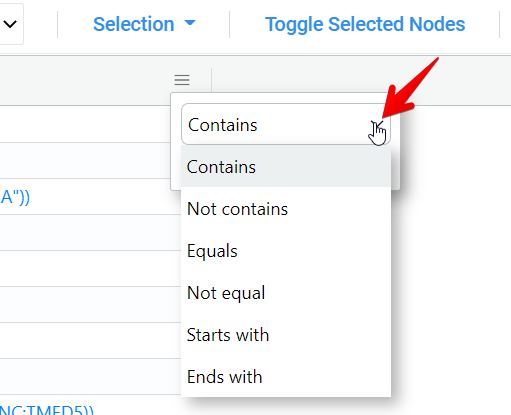 Selection
Toggle Selected Nodes
Contains
Contains
Not contains
A"))
Equals
Not equal
Starts with
Ends with
NC:TMED5))